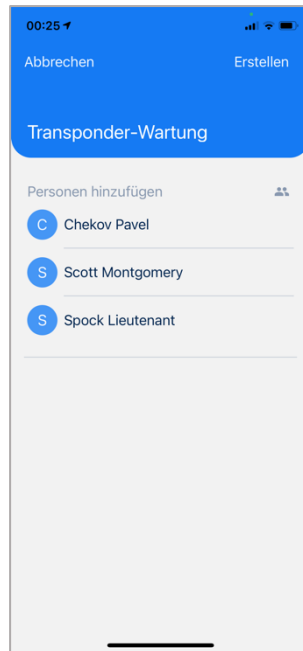 00:25
Abbrechen Erstellen
Transponder-Wartung
Personen hinzufügen
C Chekov Pavel
S Scott Montgomery
S Spock Lieutenant